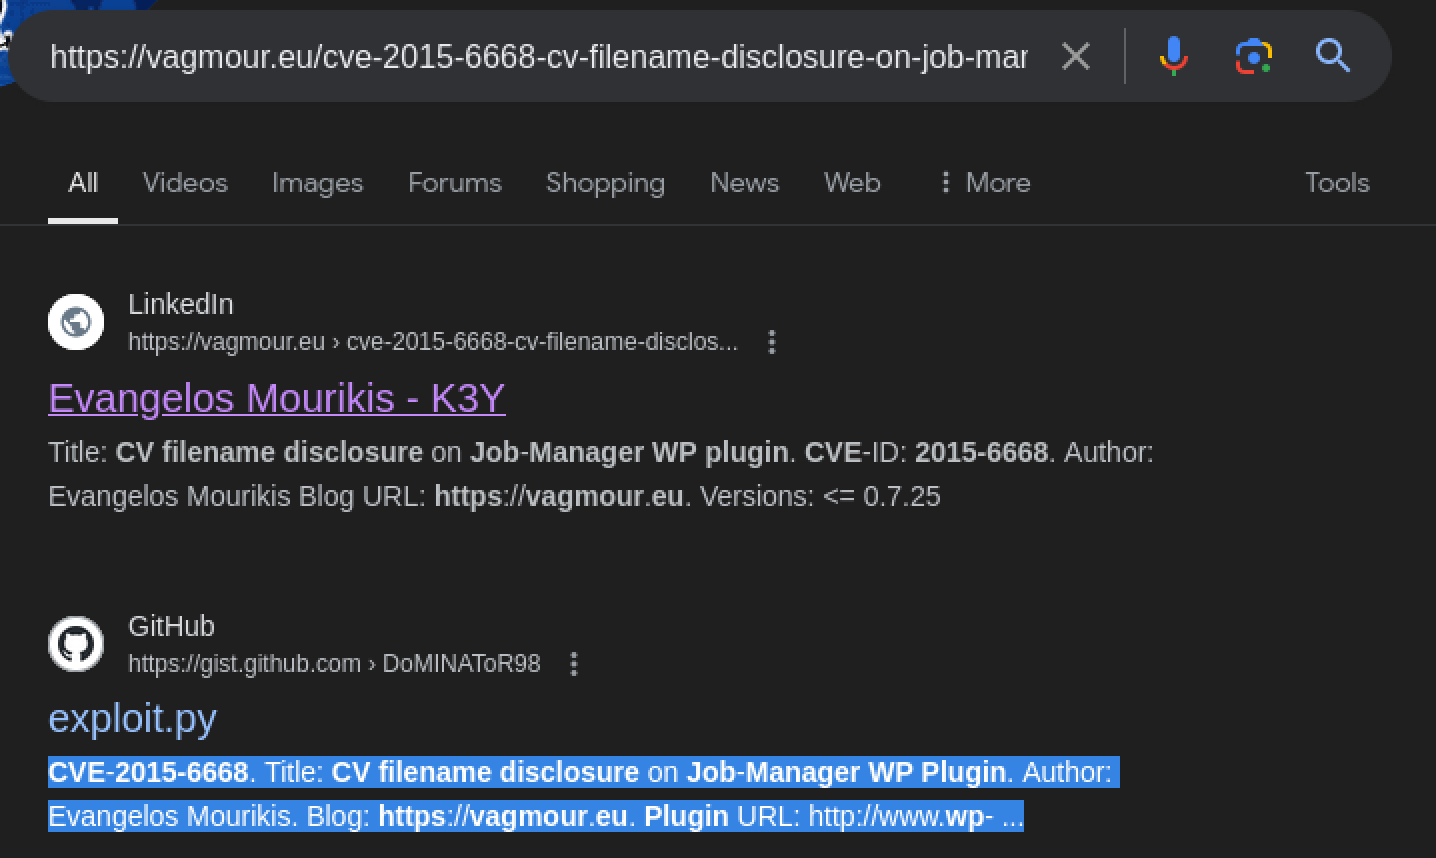 https://vagmour.eu/cve-2015-6668-cv-filename-disclosure-on-job-mar
All Videos Images Forums Shopping News Web More Tools
LinkedIn
https://vagmour.eu › cve-2015-6668-cv-filename-disclos...
Evangelos Mourikis - K3Y
Title: CV filename disclosure on Job-Manager WP plugin. CVE-ID: 2015-6668. Author:
Evangelos Mourikis Blog URL: https://vagmour.eu. Versions: <= 0.7.25
GitHub
https://gist.github.com › DoMINAToR98
exploit.py
CVE-2015-6668. Title: CV filename disclosure on Job-Manager WP Plugin. Author:
Evangelos Mourikis. Blog: https://vagmour.eu. Plugin URL: http://www.wp- ...